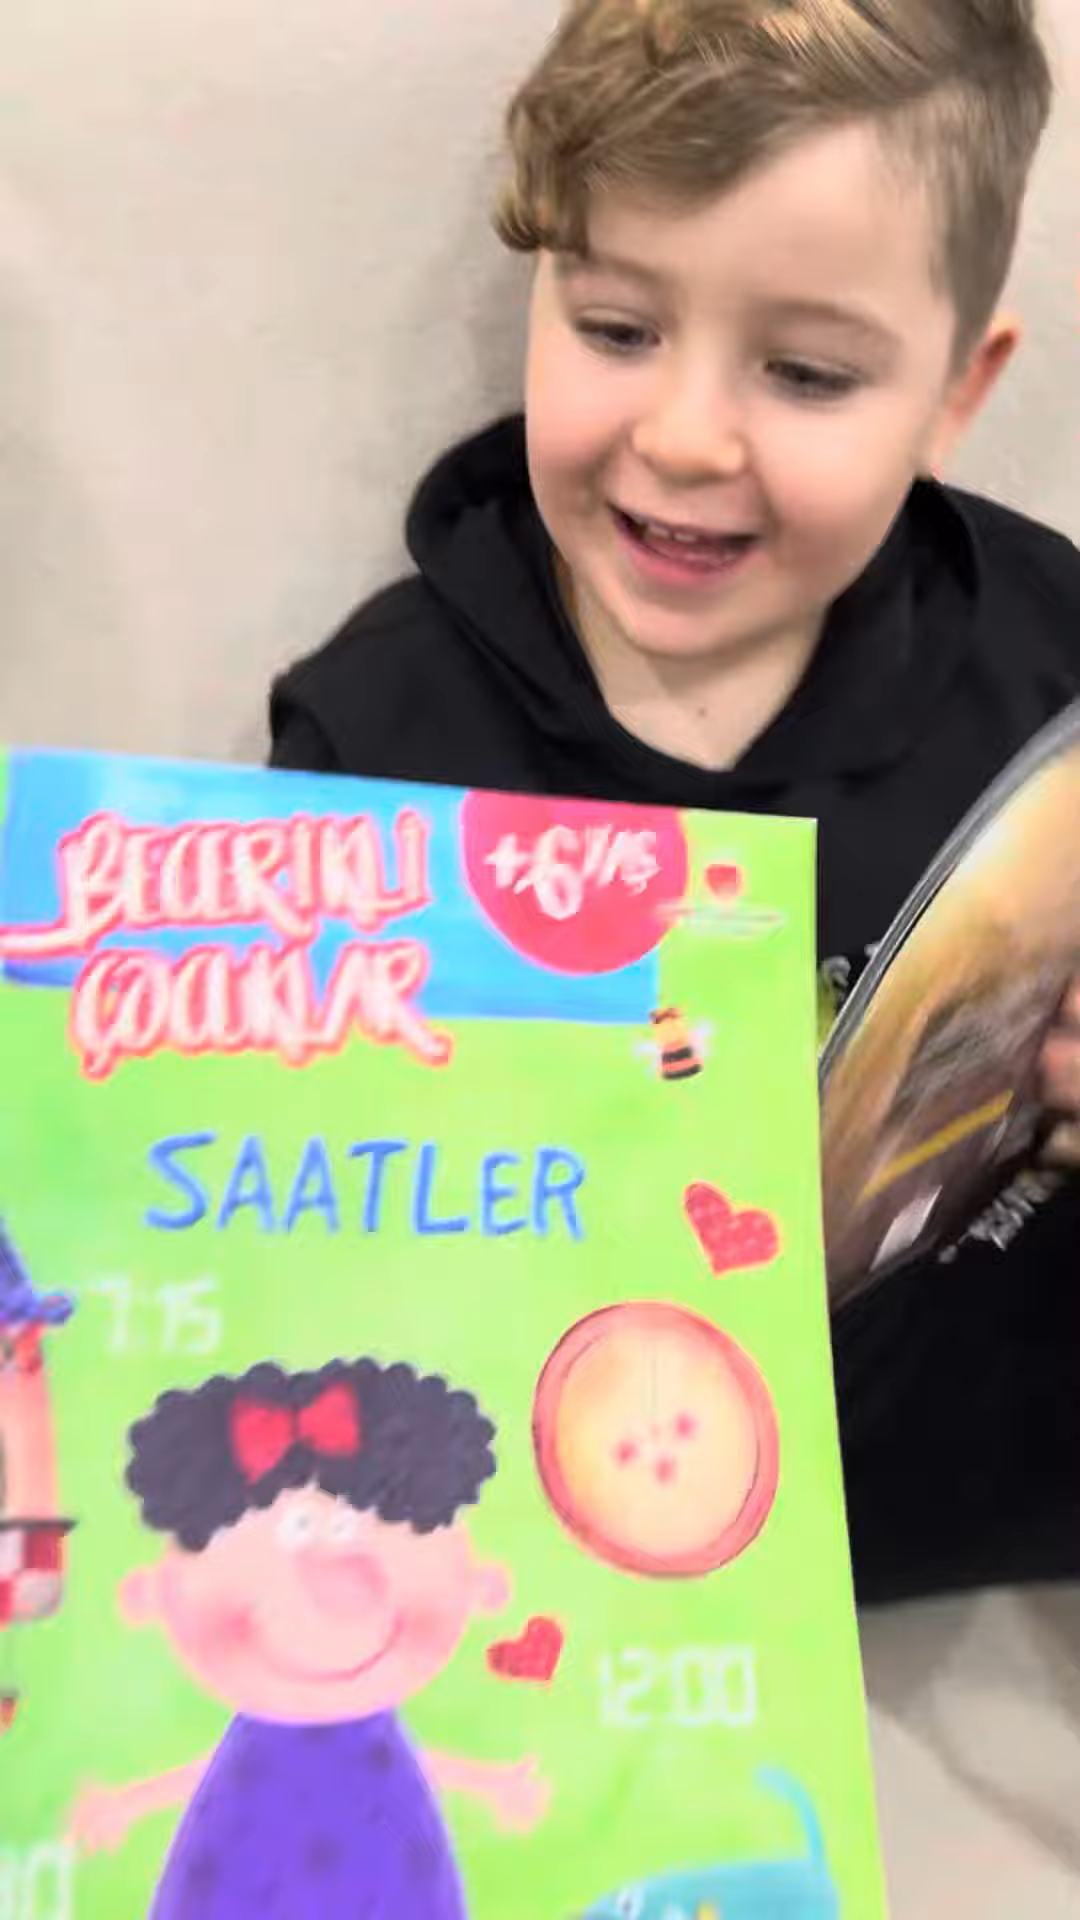 BECERİKLİ
ÇOCUKLAR
+6 YAŞ
SAATLER
7:15
12:00